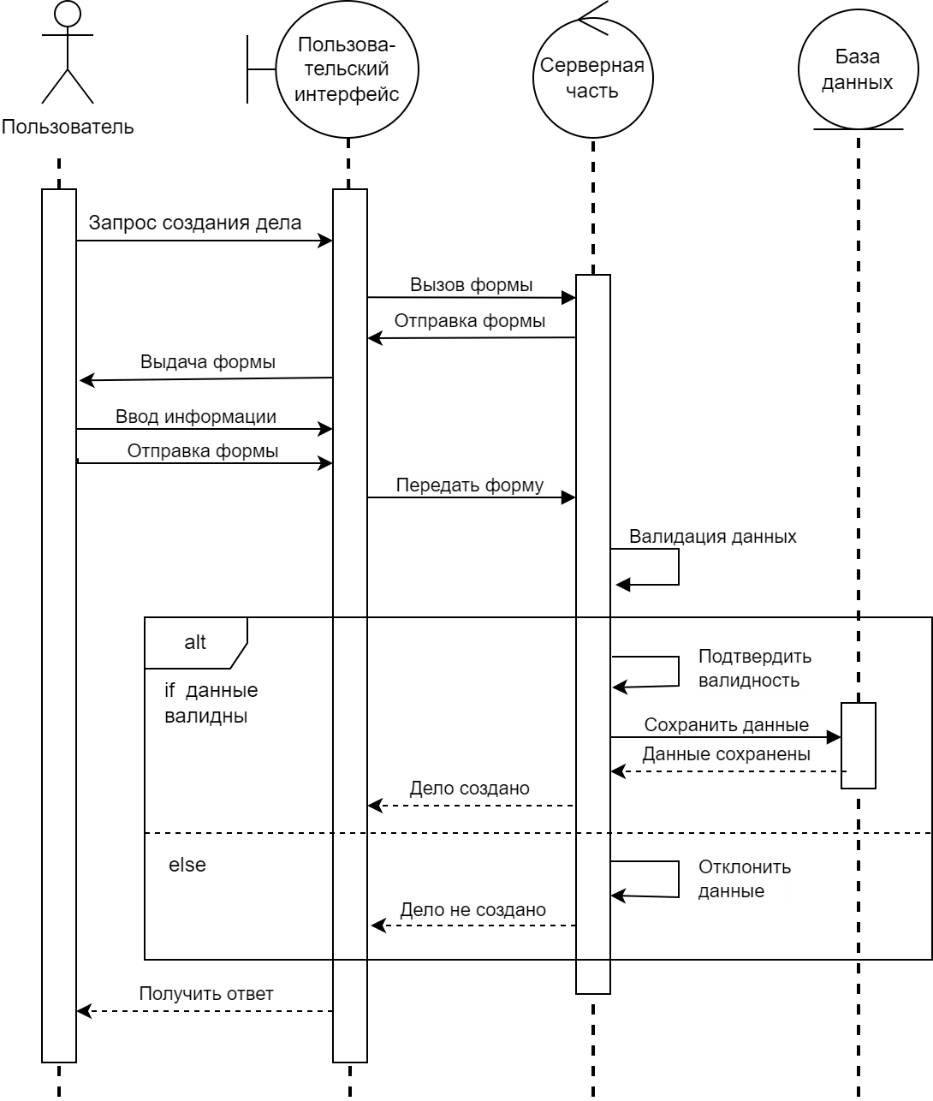 Пользователь
Пользова-
тельский
интерфейс
Серверная
часть
База
данных
Запрос создания дела
Вызов формы
Отправка формы
Выдача формы
Ввод информации
Отправка формы
Передать форму
Валидация данных
alt
if данные
валидны
Подтвердить
валидность
Сохранить данные
Данные сохранены
Дело создано
else
Отклонить
данные
Дело не создано
Получить ответ